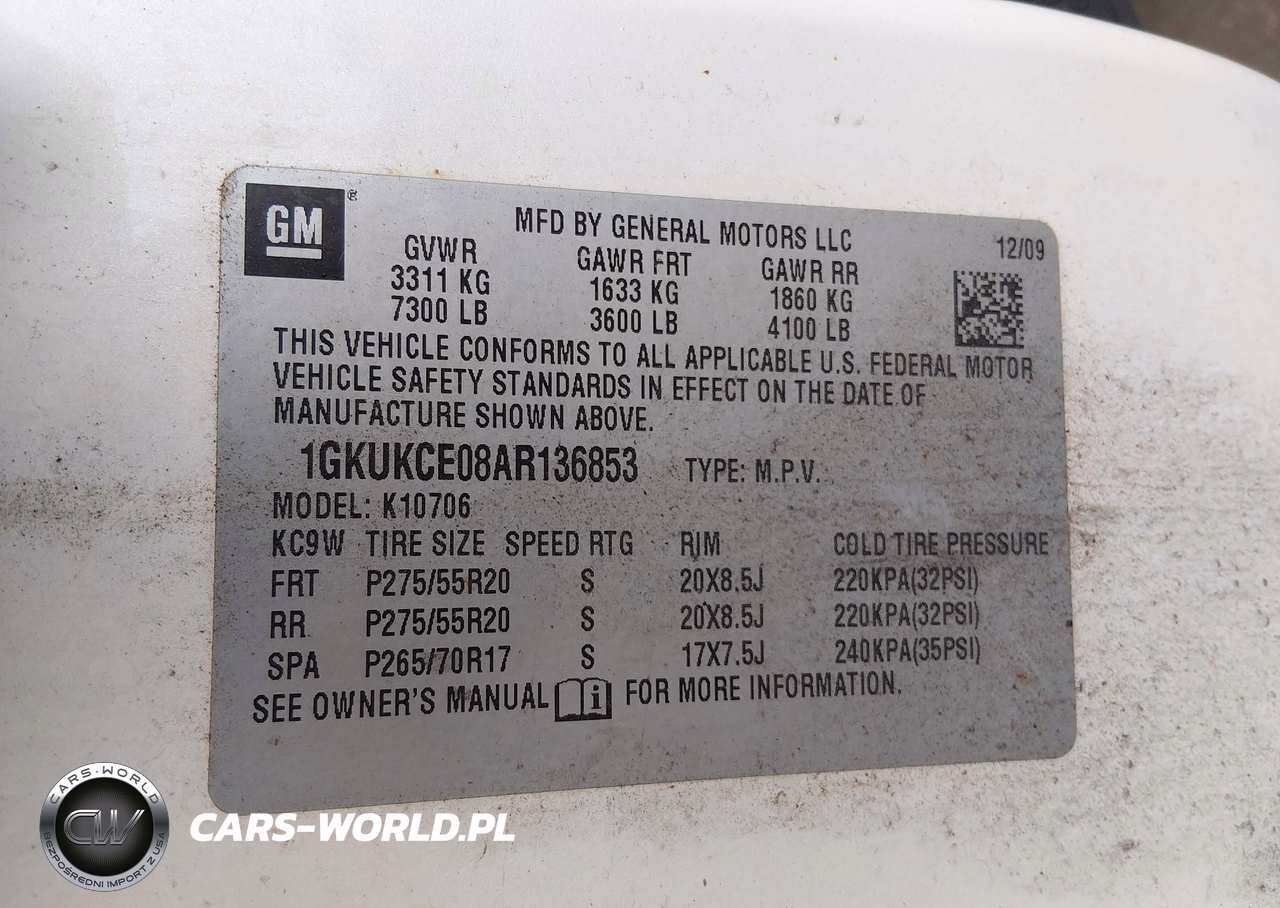 GM ®
MFD BY GENERAL MOTORS LLC
12/09
GVWR GAWR FRT GAWR RR
3311 KG 1633 KG 1860 KG
7300 LB 3600 LB 4100 LB
THIS VEHICLE CONFORMS TO ALL APPLICABLE U.S. FEDERAL MOTOR
VEHICLE SAFETY STANDARDS IN EFFECT ON THE DATE OF
MANUFACTURE SHOWN ABOVE.
1GKUKCE08AR136853 TYPE: M.P.V.
MODEL: K10706
KC9W TIRE SIZE SPEED RTG RIM COLD TIRE PRESSURE
FRT P275/55R20 S 20X8.5J 220KPA(32PSI)
RR P275/55R20 S 20X8.5J 220KPA(32PSI)
SPA P265/70R17 S 17X7.5J 240KPA(35PSI)
SEE OWNER'S MANUAL i FOR MORE INFORMATION.
CARS-WORLD
CW
BEZPOŚREDNI IMPORT Z USA
CARS-WORLD.PL